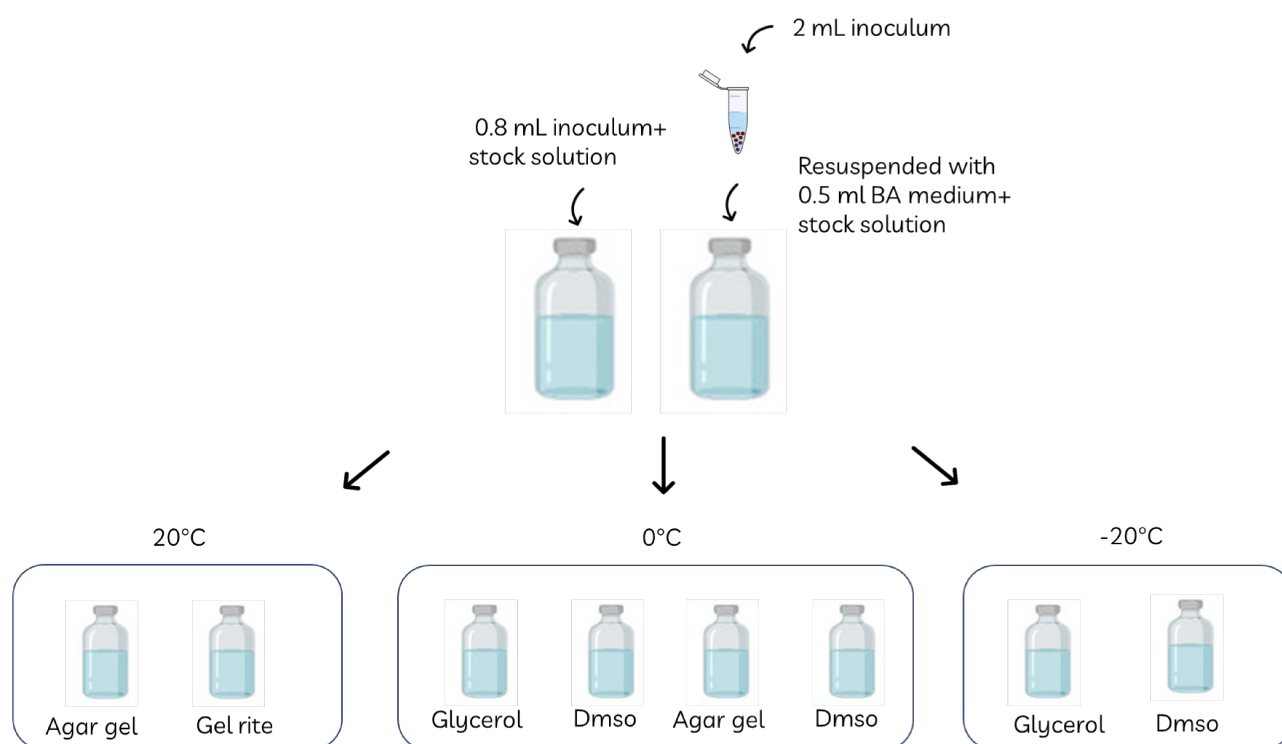 2 mL inoculum
0.8 mL inoculum+
stock solution
Resuspended with
0.5 ml BA medium+
stock solution
20°C
0°C
-20°C
Agar gel
Gel rite
Glycerol
Dmso
Agar gel
Dmso
Glycerol
Dmso